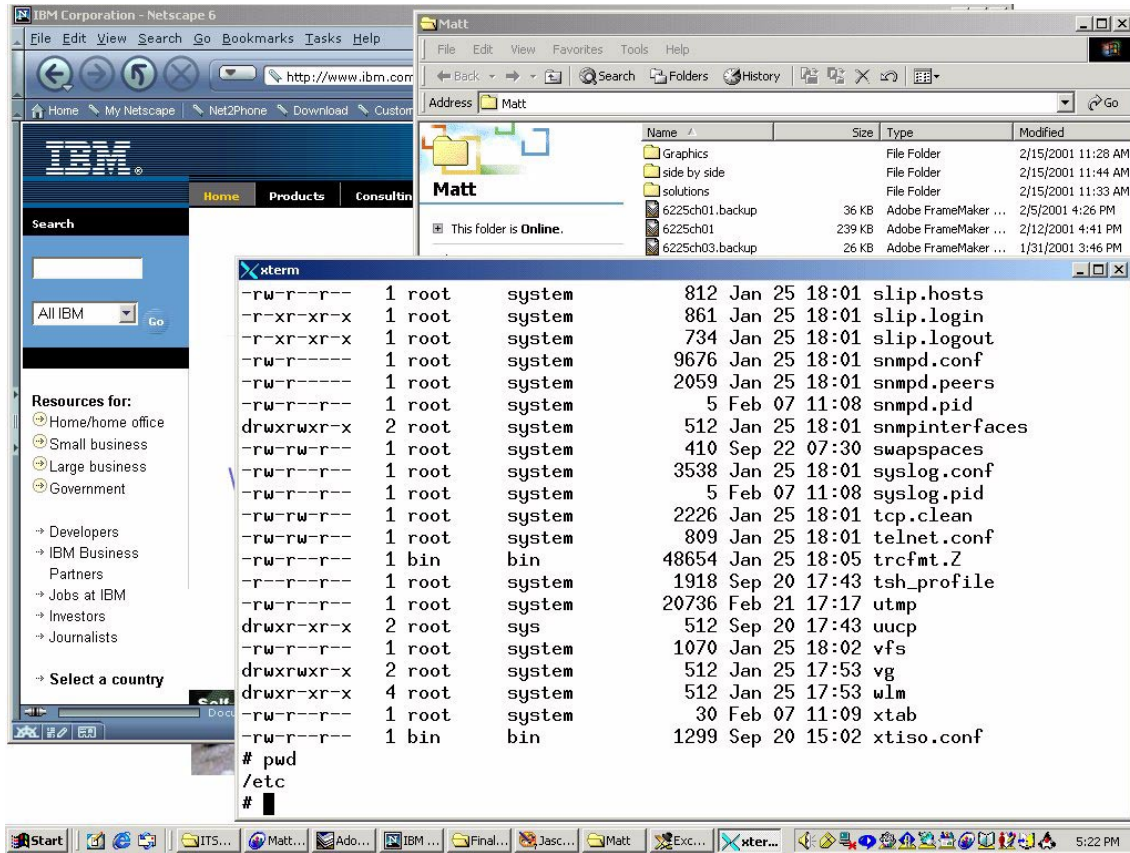 IBM Corporation - Netscape 6
File Edit View Search Go Bookmarks Tasks Help
http://www.ibm.com
Home My Netscape Net2Phone Download Custom
IBM®
Home Products Consultin
Search
All IBM
Go
Resources for:
Home/home office
Small business
Large business
Government
Developers
IBM Business
Partners
Jobs at IBM
Investors
Journalists
Select a country
Self
Docu
Matt
File Edit View Favorites Tools Help
Back Search Folders History
Address Matt Go
Name Size Type Modified
Graphics File Folder 2/15/2001 11:28 AM
side by side File Folder 2/15/2001 11:44 AM
solutions File Folder 2/15/2001 11:33 AM
6225ch01.backup 36 KB Adobe FrameMaker ... 2/5/2001 4:26 PM
6225ch01 239 KB Adobe FrameMaker ... 2/12/2001 4:41 PM
6225ch03.backup 26 KB Adobe FrameMaker ... 1/31/2001 3:46 PM
Matt
This folder is Online.
xterm
-rw-r--r-- 1 root system 812 Jan 25 18:01 slip.hosts
-r-xr-xr-x 1 root system 861 Jan 25 18:01 slip.login
-r-xr-xr-x 1 root system 734 Jan 25 18:01 slip.logout
-rw-r----- 1 root system 9676 Jan 25 18:01 snmpd.conf
-rw-r----- 1 root system 2059 Jan 25 18:01 snmpd.peers
-rw-r--r-- 1 root system 5 Feb 07 11:08 snmpd.pid
drwxrwxr-x 2 root system 512 Jan 25 18:01 snmpinterfaces
-rw-rw-r-- 1 root system 410 Sep 22 07:30 swapspaces
-rw-r--r-- 1 root system 3538 Jan 25 18:01 syslog.conf
-rw-r--r-- 1 root system 5 Feb 07 11:08 syslog.pid
-rw-rw-r-- 1 root system 2226 Jan 25 18:01 tcp.clean
-rw-rw-r-- 1 root system 809 Jan 25 18:01 telnet.conf
-rw-r--r-- 1 bin bin 48654 Jan 25 18:05 trcfmt.Z
-r--r--r-- 1 root system 1918 Sep 20 17:43 tsh_profile
-rw-r--r-- 1 root system 20736 Feb 21 17:17 utmp
drwxr-xr-x 2 root sys 512 Sep 20 17:43 uucp
-rw-r--r-- 1 root system 1070 Jan 25 18:02 vfs
drwxrwxr-x 2 root system 512 Jan 25 17:53 vg
drwxr-xr-x 4 root system 512 Jan 25 17:53 wlm
-rw-r--r-- 1 root system 30 Feb 07 11:09 xtab
-rw-r--r-- 1 bin bin 1299 Sep 20 15:02 xtiso.conf
# pwd
/etc
#
Start ITS... Matt... Ado... IBM ... Final... Jasc... Matt Exc... xter... 5:22 PM